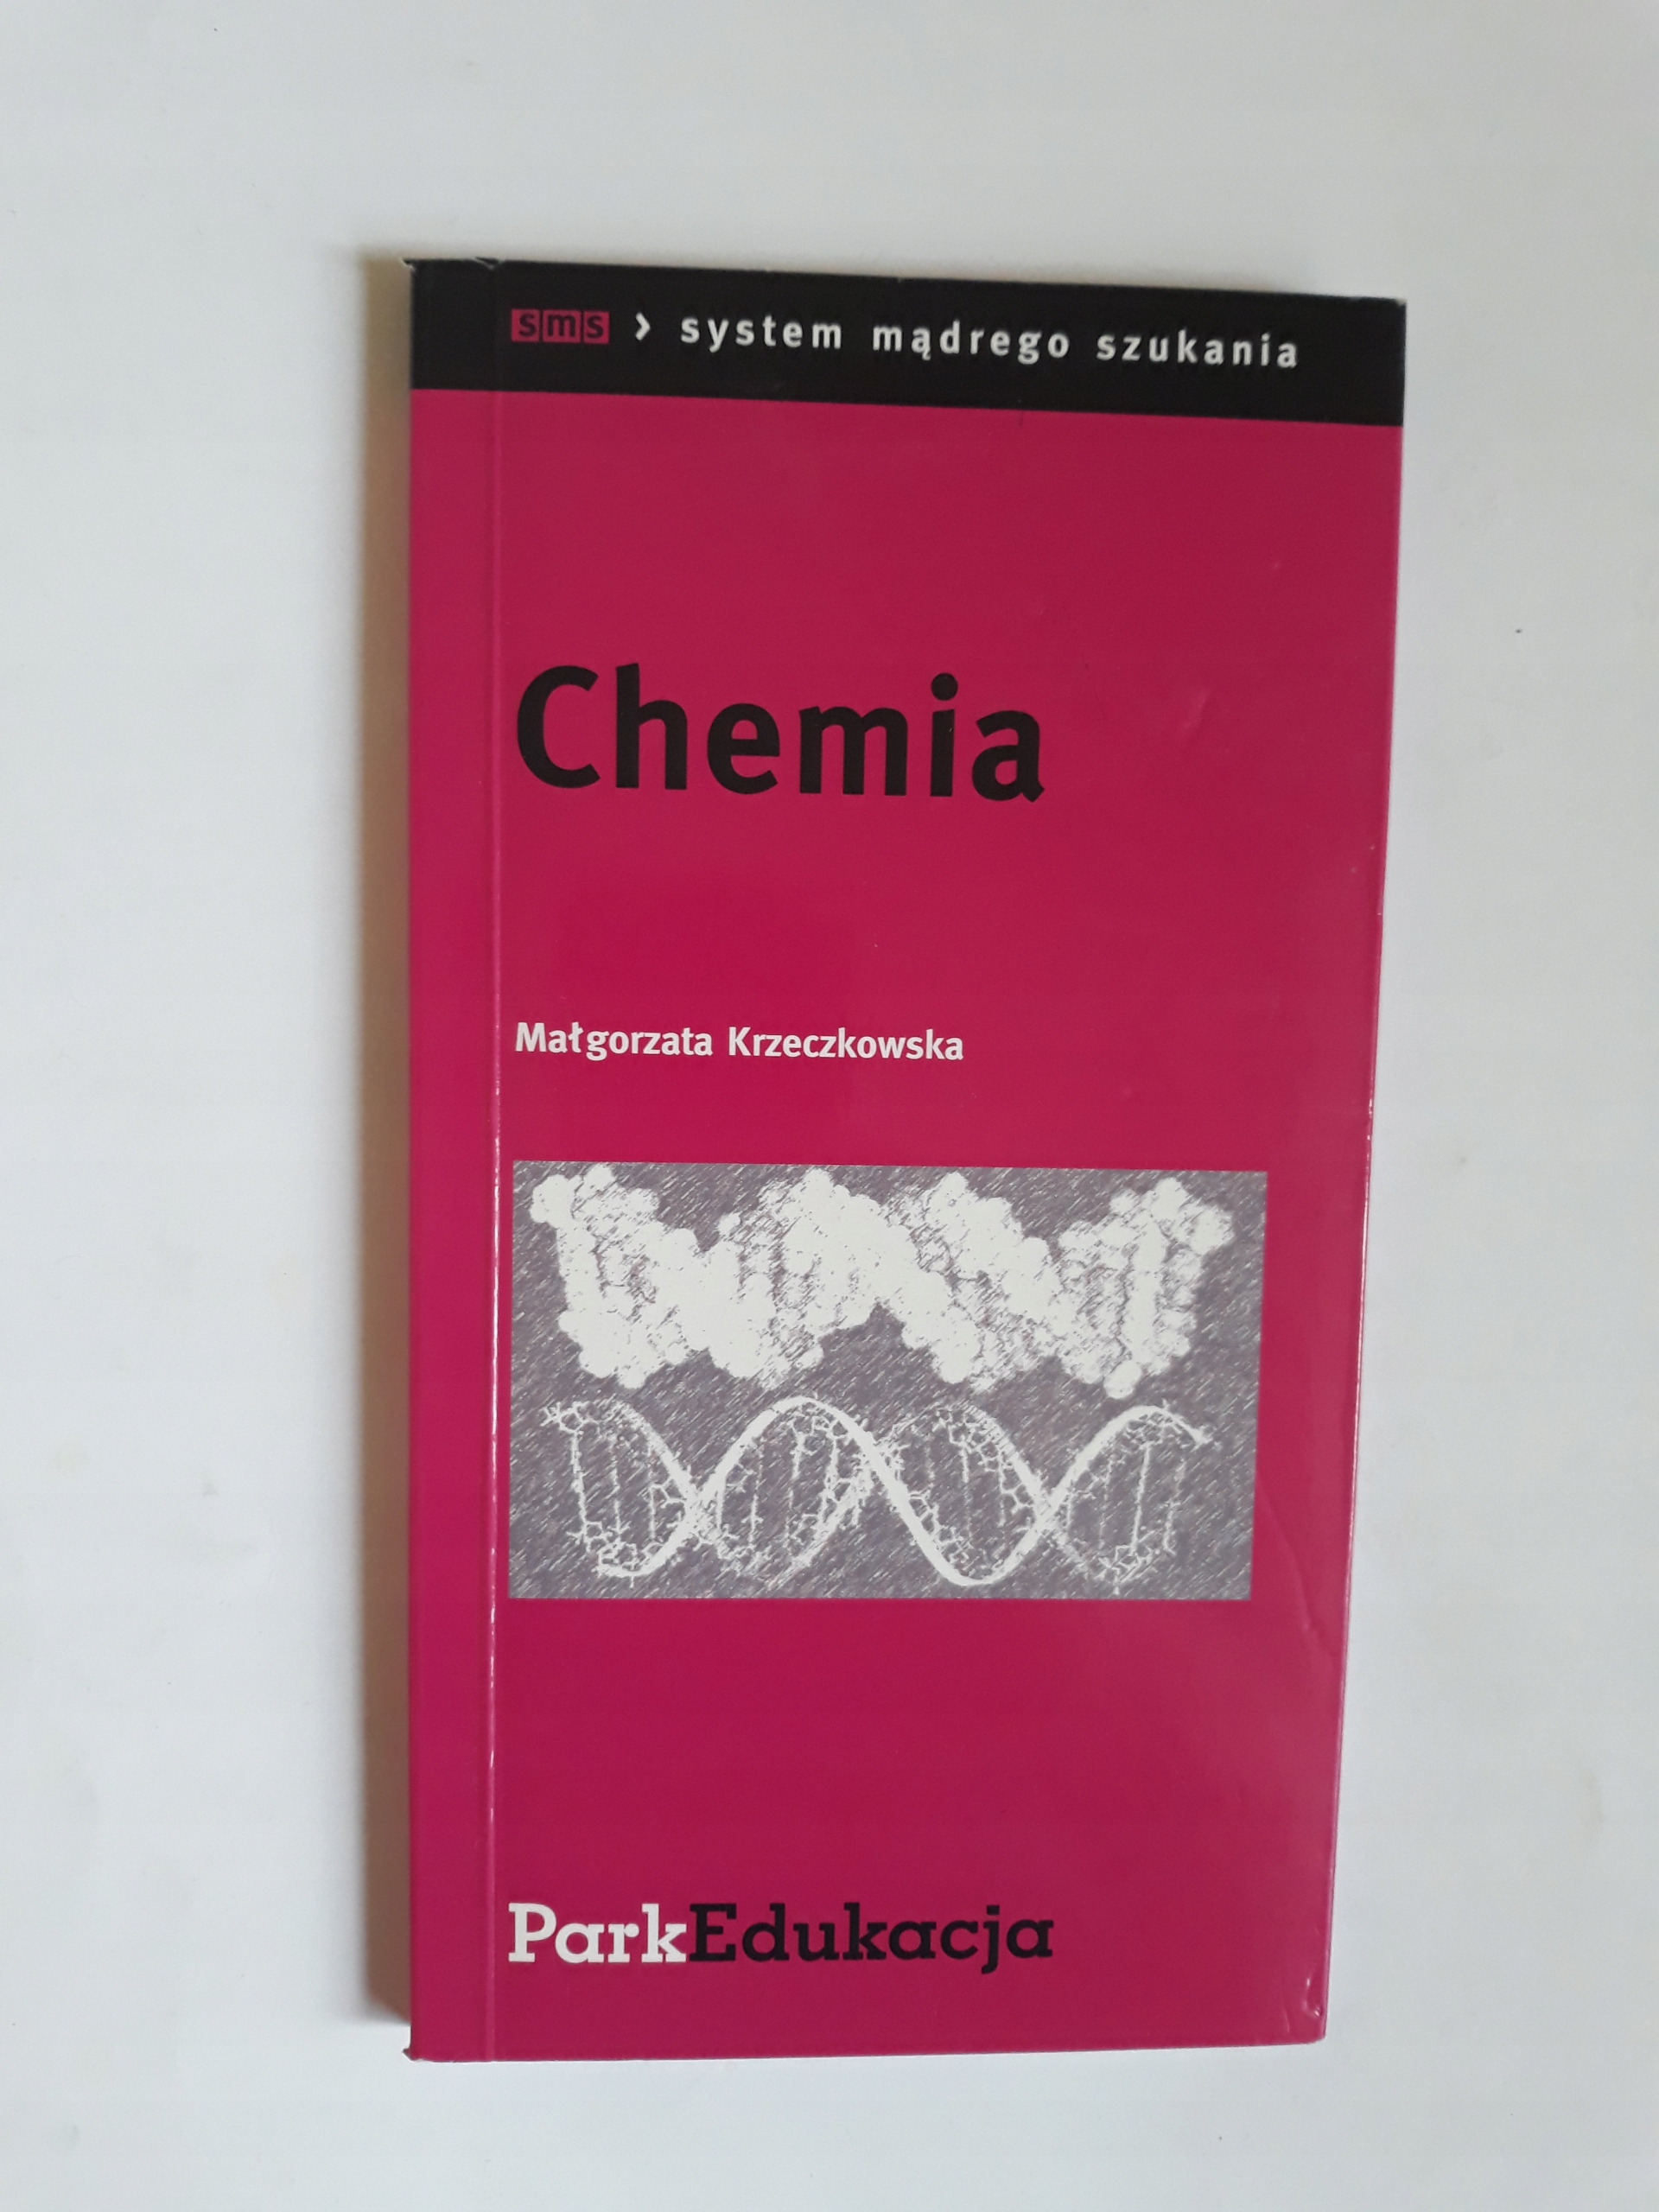 sms > system mądrego szukania
Chemia
Małgorzata Krzeczkowska
ParkEdukacja